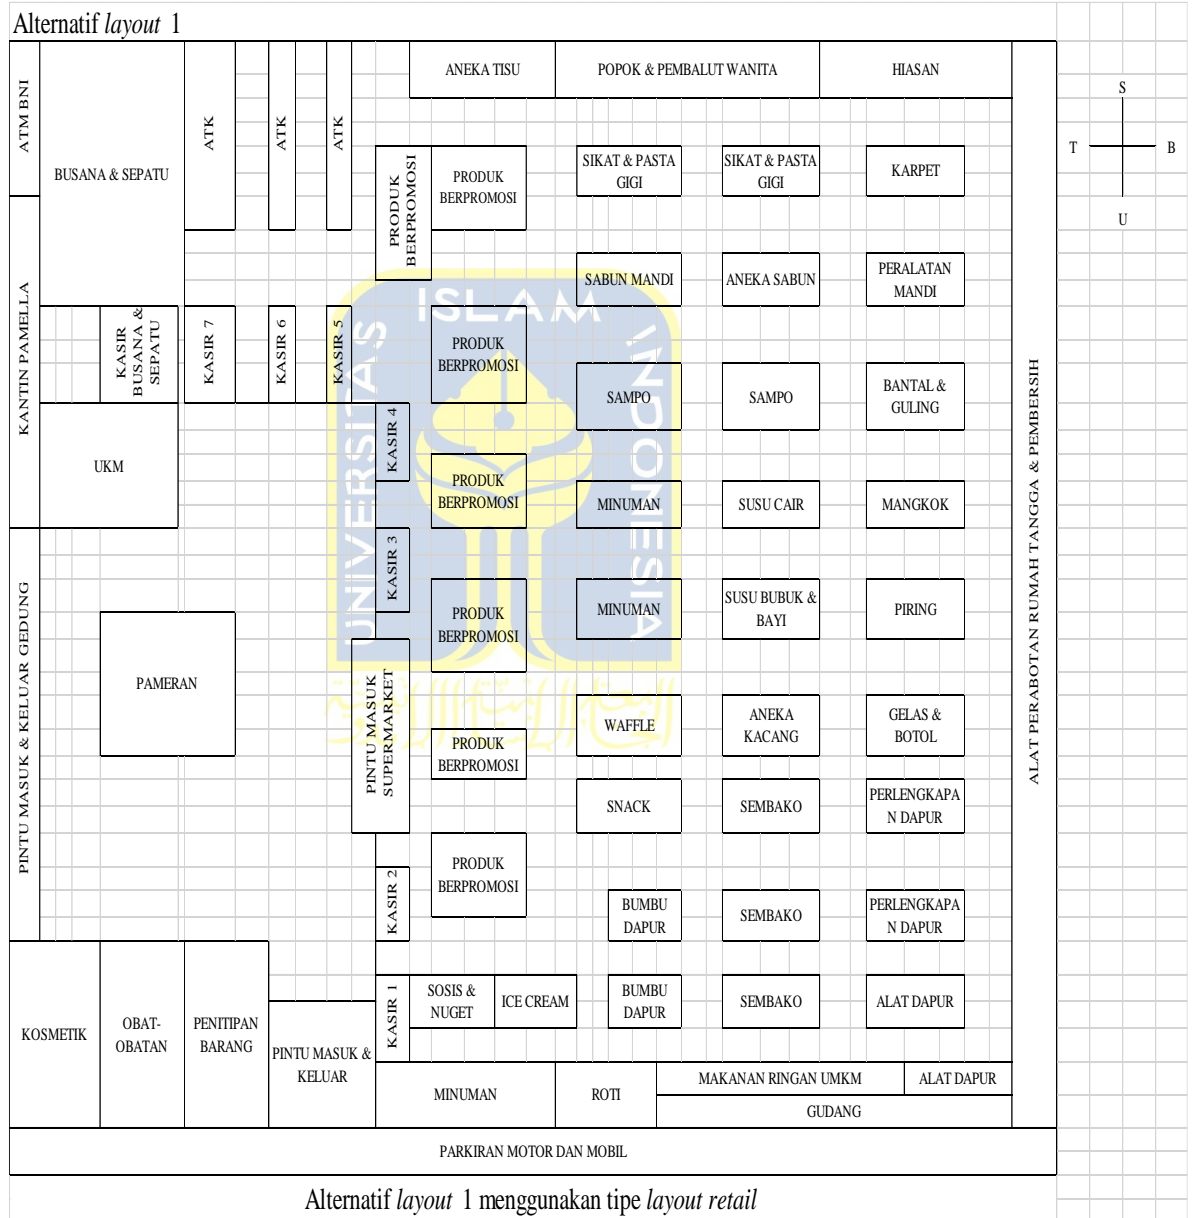 Alternatif layout 1
ATM BNI
BUSANA & SEPATU
ATK
ATK
ATK
ANEKA TISU
POPOK & PEMBALUT WANITA
HIASAN
S
T
B
U
PRODUK
BERPROMOSI
PRODUK
BERPROMOSI
SIKAT & PASTA
GIGI
SIKAT & PASTA
GIGI
KARPET
SABUN MANDI
ANEKA SABUN
PERALATAN
MANDI
KANTIN PAMELLA
KASIR
BUSANA &
SEPATU
KASIR 7
KASIR 6
KASIR 5
PRODUK
BERPROMOSI
SAMPO
SAMPO
BANTAL &
GULING
UKM
KASIR 4
PRODUK
BERPROMOSI
MINUMAN
SUSU CAIR
MANGKOK
KASIR 3
PRODUK
BERPROMOSI
MINUMAN
SUSU BUBUK &
BAYI
PIRING
ALAT PERABOTAN RUMAH TANGGA & PEMBERSIH
PINTU MASUK & KELUAR GEDUNG
PAMERAN
PINTU MASUK
SUPERMARKET
PRODUK
BERPROMOSI
WAFFLE
ANEKA
KACANG
GELAS &
BOTOL
SNACK
SEMBAKO
PERLENGKAPA
N DAPUR
KASIR 2
PRODUK
BERPROMOSI
BUMBU
DAPUR
SEMBAKO
PERLENGKAPA
N DAPUR
KOSMETIK
OBAT-
OBATAN
PENITIPAN
BARANG
PINTU MASUK &
KELUAR
KASIR 1
SOSIS &
NUGET
ICE CREAM
BUMBU
DAPUR
SEMBAKO
ALAT DAPUR
MINUMAN
ROTI
MAKANAN RINGAN UMKM
ALAT DAPUR
GUDANG
PARKIRAN MOTOR DAN MOBIL
UNIVERSITAS
ISLAM
INDONESIA
Alternatif layout 1 menggunakan tipe layout retail